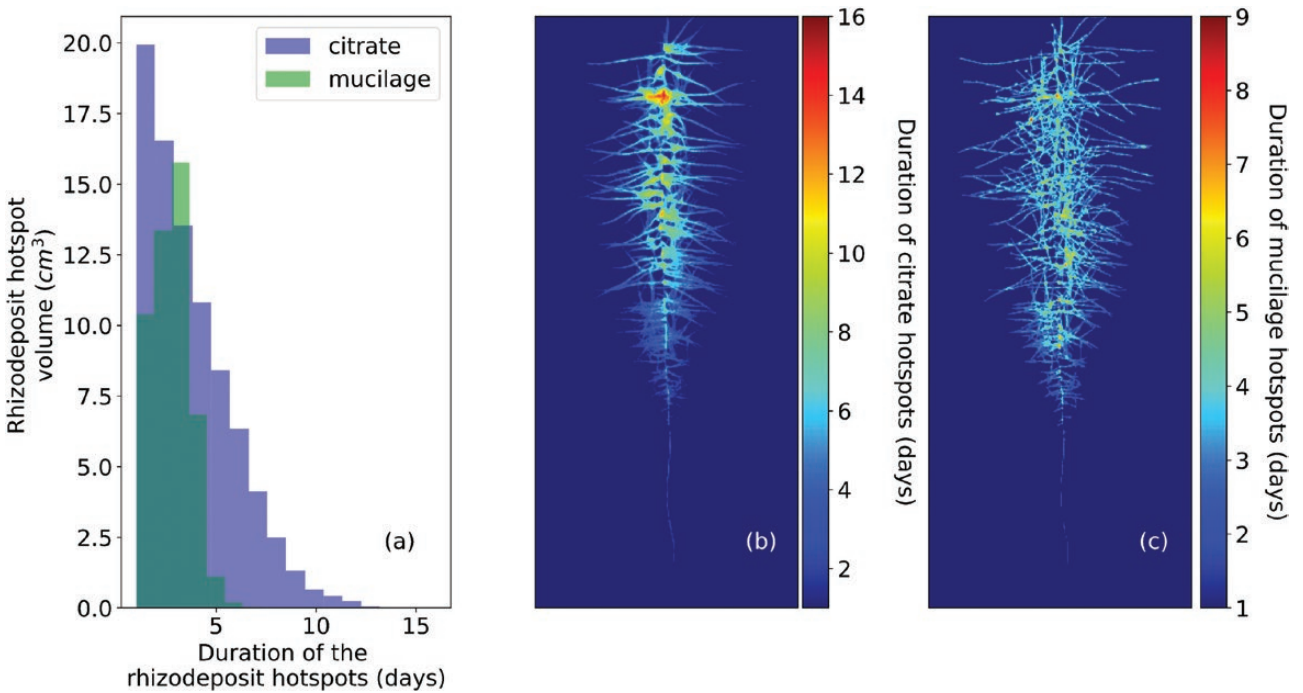 20.0
17.5
15.0
12.5
10.0
7.5
5.0
2.5
0.0
Rhizodeposit hotspot
volume (cm³)
citrate
mucilage
(a)
5
10
15
Duration of the
rhizodeposit hotspots (days)
(b)
16
14
12
10
8
6
4
2
Duration of citrate hotspots (days)
(c)
9
8
7
6
5
4
3
2
1
Duration of mucilage hotspots (days)